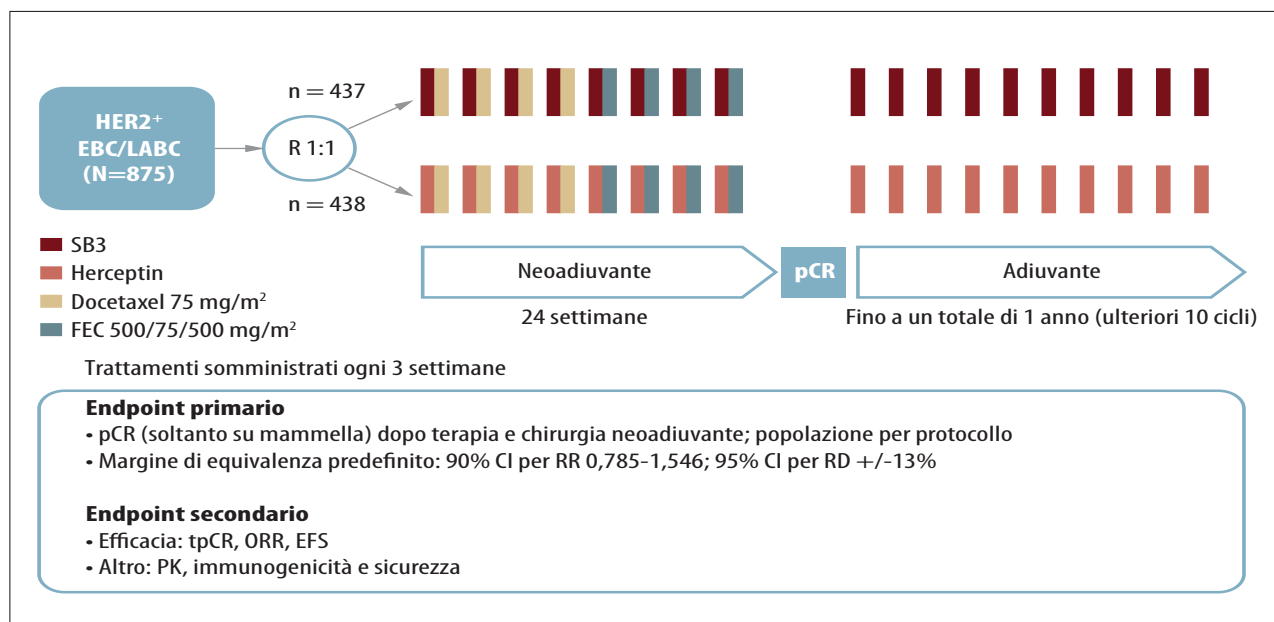 HER2⁺
EBC/LABC
(N=875)
n = 437
R 1:1
n = 438
SB3
Herceptin
Docetaxel 75 mg/m²
FEC 500/75/500 mg/m²
Neoadiuvante
pCR
Adiuvante
24 settimane
Fino a un totale di 1 anno (ulteriori 10 cicli)
Trattamenti somministrati ogni 3 settimane
Endpoint primario
• pCR (soltanto su mammella) dopo terapia e chirurgia neoadiuvante; popolazione per protocollo
• Margine di equivalenza predefinito: 90% CI per RR 0,785-1,546; 95% CI per RD +/-13%
Endpoint secondario
• Efficacia: tpCR, ORR, EFS
• Altro: PK, immunogenicità e sicurezza